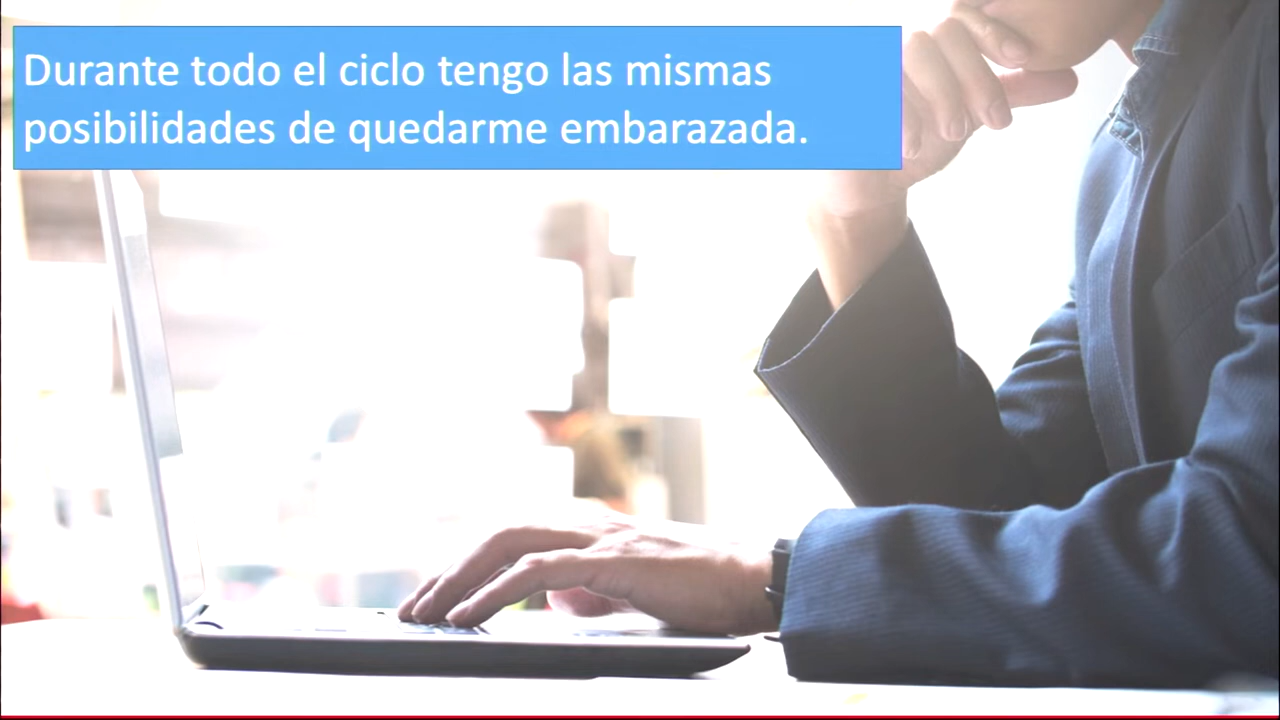 Durante todo el ciclo tengo las mismas
posibilidades de quedarme embarazada.